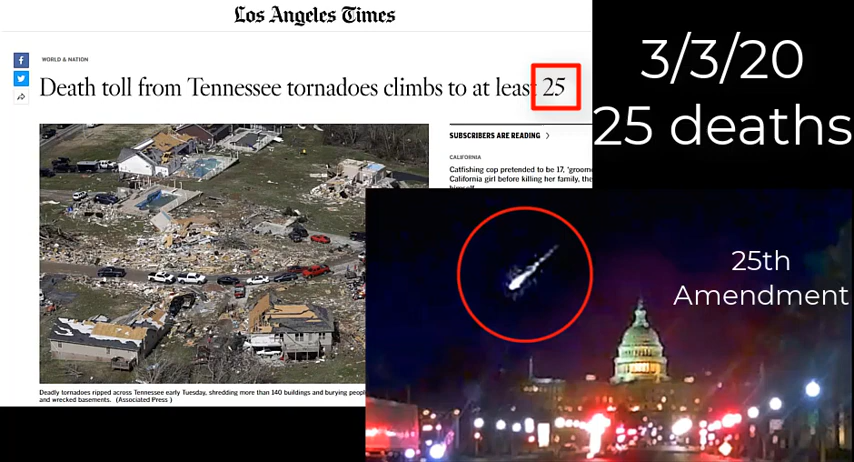 Los Angeles Times
WORLD & NATION
Death toll from Tennessee tornadoes climbs to at least 25
SUBSCRIBERS ARE READING >
CALIFORNIA
Catfishing cop pretended to be 17, 'groome
California girl before killing her family, the
himself
Deadly tornadoes ripped across Tennessee early Tuesday, shredding more than 140 buildings and burying peopl
and wrecked basements. (Associated Press)
3/3/20
25 deaths
25th
Amendment